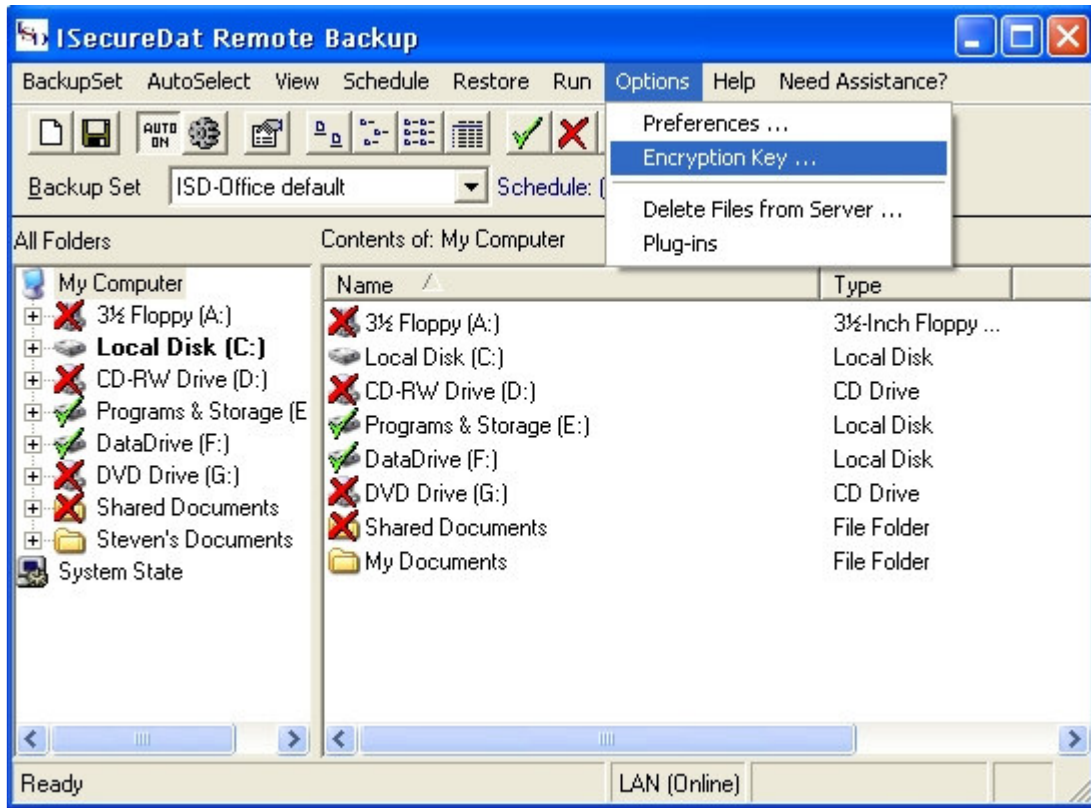 ISecureDat Remote Backup
BackupSet AutoSelect View Schedule Restore Run Options Help Need Assistance?
Preferences ...
Encryption Key ...
Delete Files from Server ...
Plug-ins
AUTO ON
Backup Set ISD-Office default Schedule: (
All Folders
My Computer
3½ Floppy (A:)
Local Disk (C:)
CD-RW Drive (D:)
Programs & Storage (E
DataDrive (F:)
DVD Drive (G:)
Shared Documents
Steven's Documents
System State
Contents of: My Computer
Name Type
3½ Floppy (A:) 3½-Inch Floppy ...
Local Disk (C:) Local Disk
CD-RW Drive (D:) CD Drive
Programs & Storage (E:) Local Disk
DataDrive (F:) Local Disk
DVD Drive (G:) CD Drive
Shared Documents File Folder
My Documents File Folder
Ready LAN (Online)